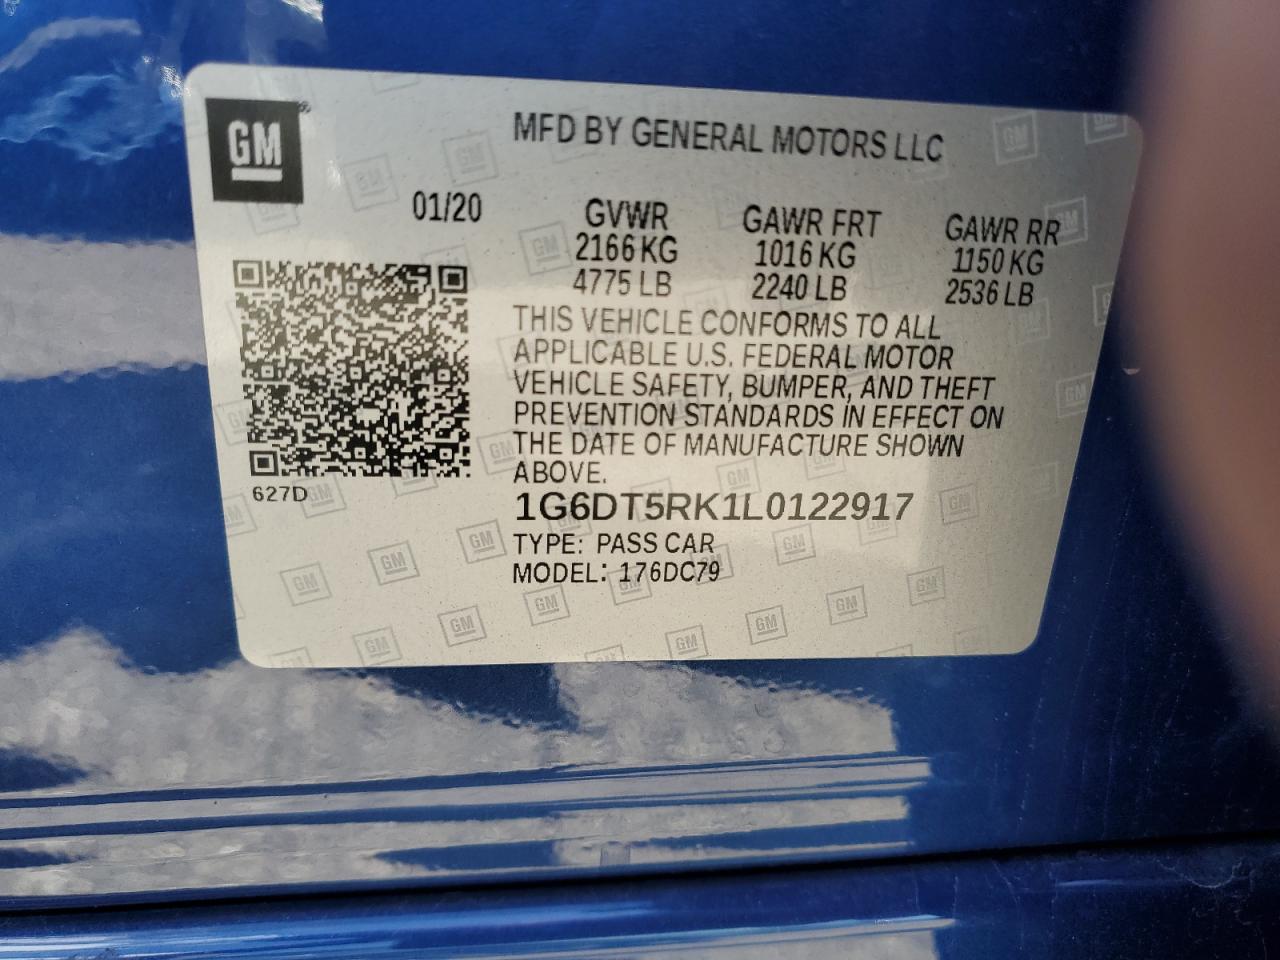 GM
MFD BY GENERAL MOTORS LLC
01/20
GVWR GAWR FRT GAWR RR
2166 KG 1016 KG 1150 KG
4775 LB 2240 LB 2536 LB
THIS VEHICLE CONFORMS TO ALL
APPLICABLE U.S. FEDERAL MOTOR
VEHICLE SAFETY, BUMPER, AND THEFT
PREVENTION STANDARDS IN EFFECT ON
THE DATE OF MANUFACTURE SHOWN
ABOVE.
627D
1G6DT5RK1L0122917
TYPE: PASS CAR
MODEL: 176DC79